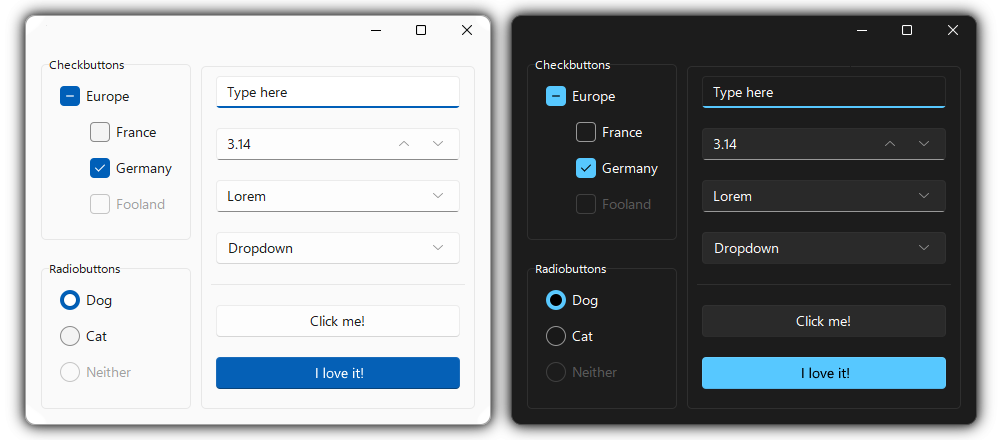 Checkbuttons
Europe
France
Germany
Fooland
Radiobuttons
Dog
Cat
Neither
Type here
3.14
Lorem
Dropdown
Click me!
I love it!
Checkbuttons
Europe
France
Germany
Fooland
Radiobuttons
Dog
Cat
Neither
Type here
3.14
Lorem
Dropdown
Click me!
I love it!